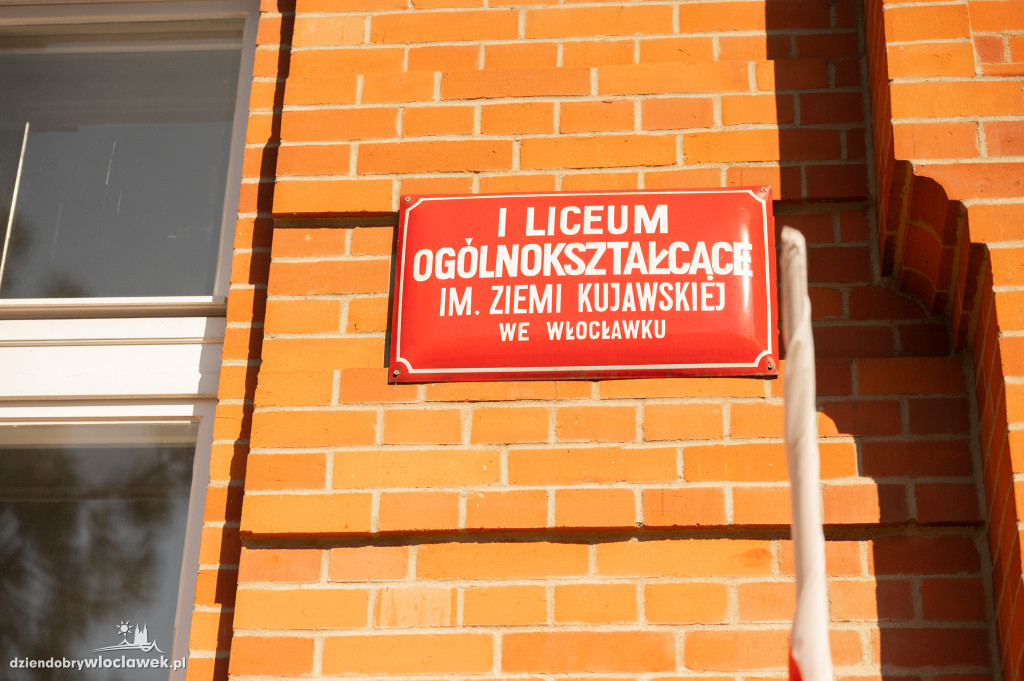 I LICEUM
OGÓLNOKSZTAŁCĄCE
IM. ZIEMI KUJAWSKIEJ
WE WŁOCŁAWKU
dziendobrywloclawek.pl